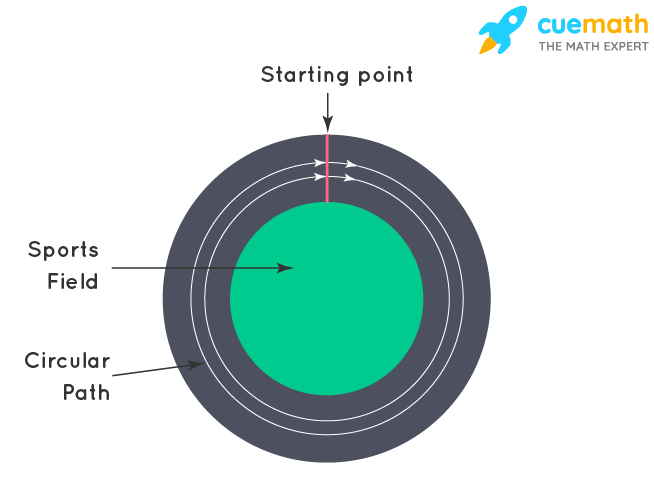 cuemath
THE MATH EXPERT
Starting point
Sports
Field
Circular
Path